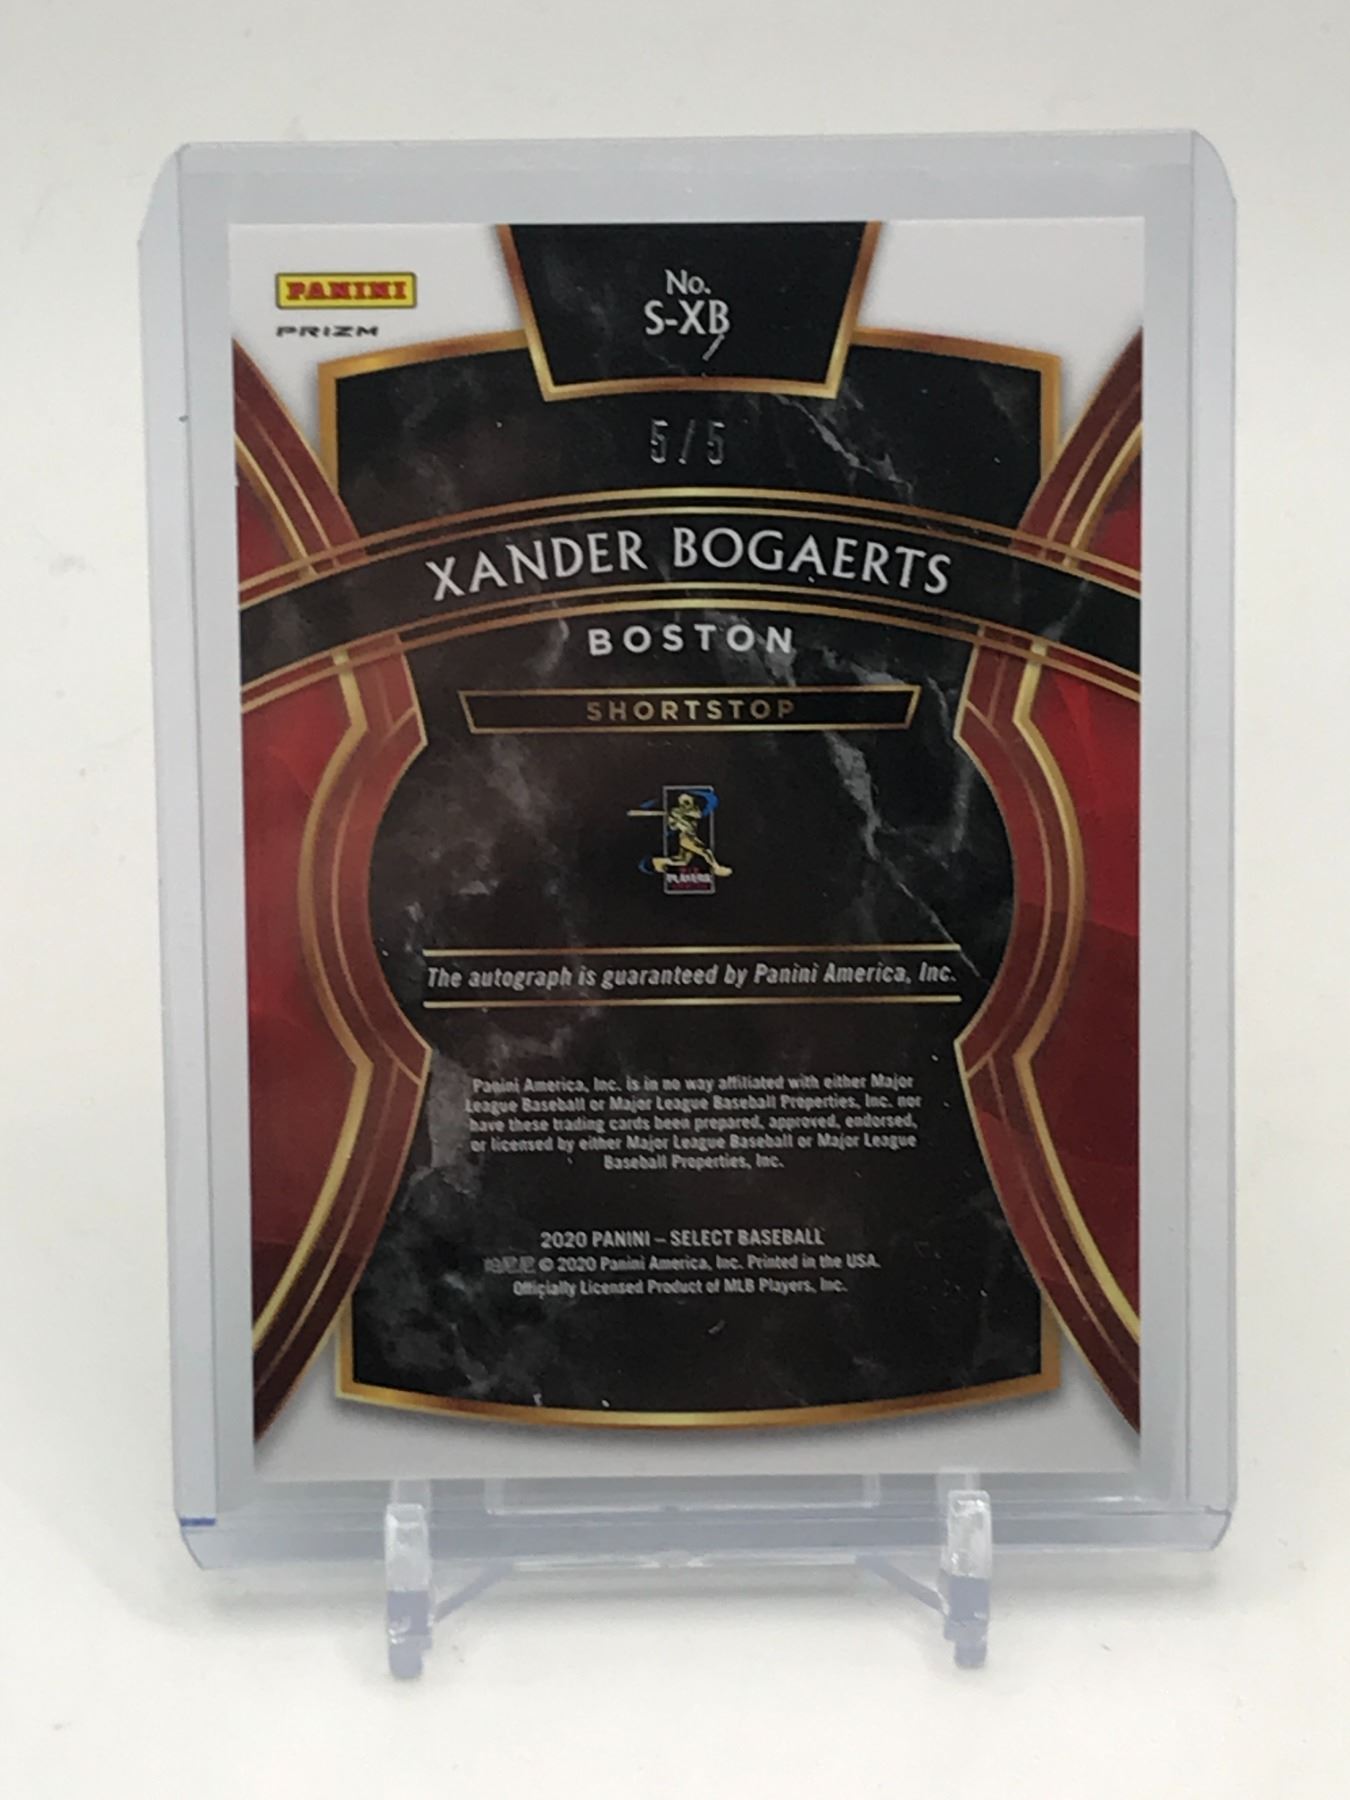 PANINI
PRIZM
No.
S-XB
5/5
XANDER BOGAERTS
BOSTON
SHORTSTOP
PLAYERS
The autograph is guaranteed by Panini America, Inc.
Panini America, Inc. is in no way affiliated with either Major
League Baseball or Major League Baseball Properties, Inc. nor
have these trading cards been prepared, approved, endorsed,
or licensed by either Major League Baseball or Major League
Baseball Properties, Inc.
2020 PANINI – SELECT BASEBALL
帕尼尼 © 2020 Panini America, Inc. Printed in the USA.
Officially Licensed Product of MLB Players, Inc.